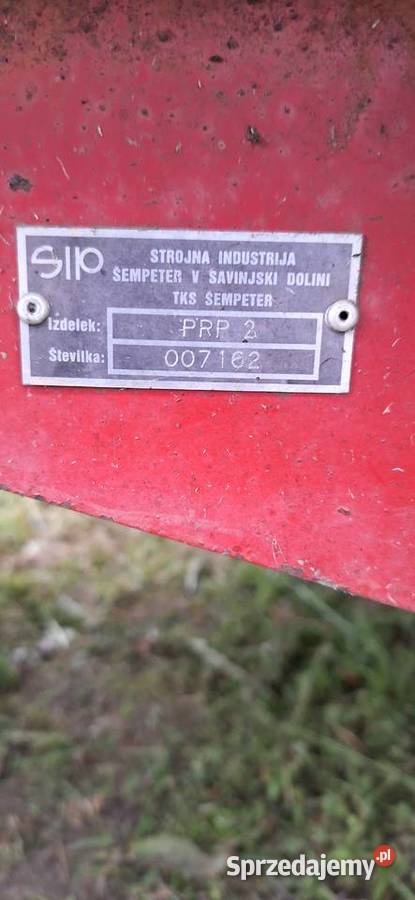 SIP
STROJNA INDUSTRIJA
ŠEMPETER V SAVINJSKI DOLINI
TKS ŠEMPETER
Izdelek: PRP 2
Številka: 007162
Sprzedajemy.pl